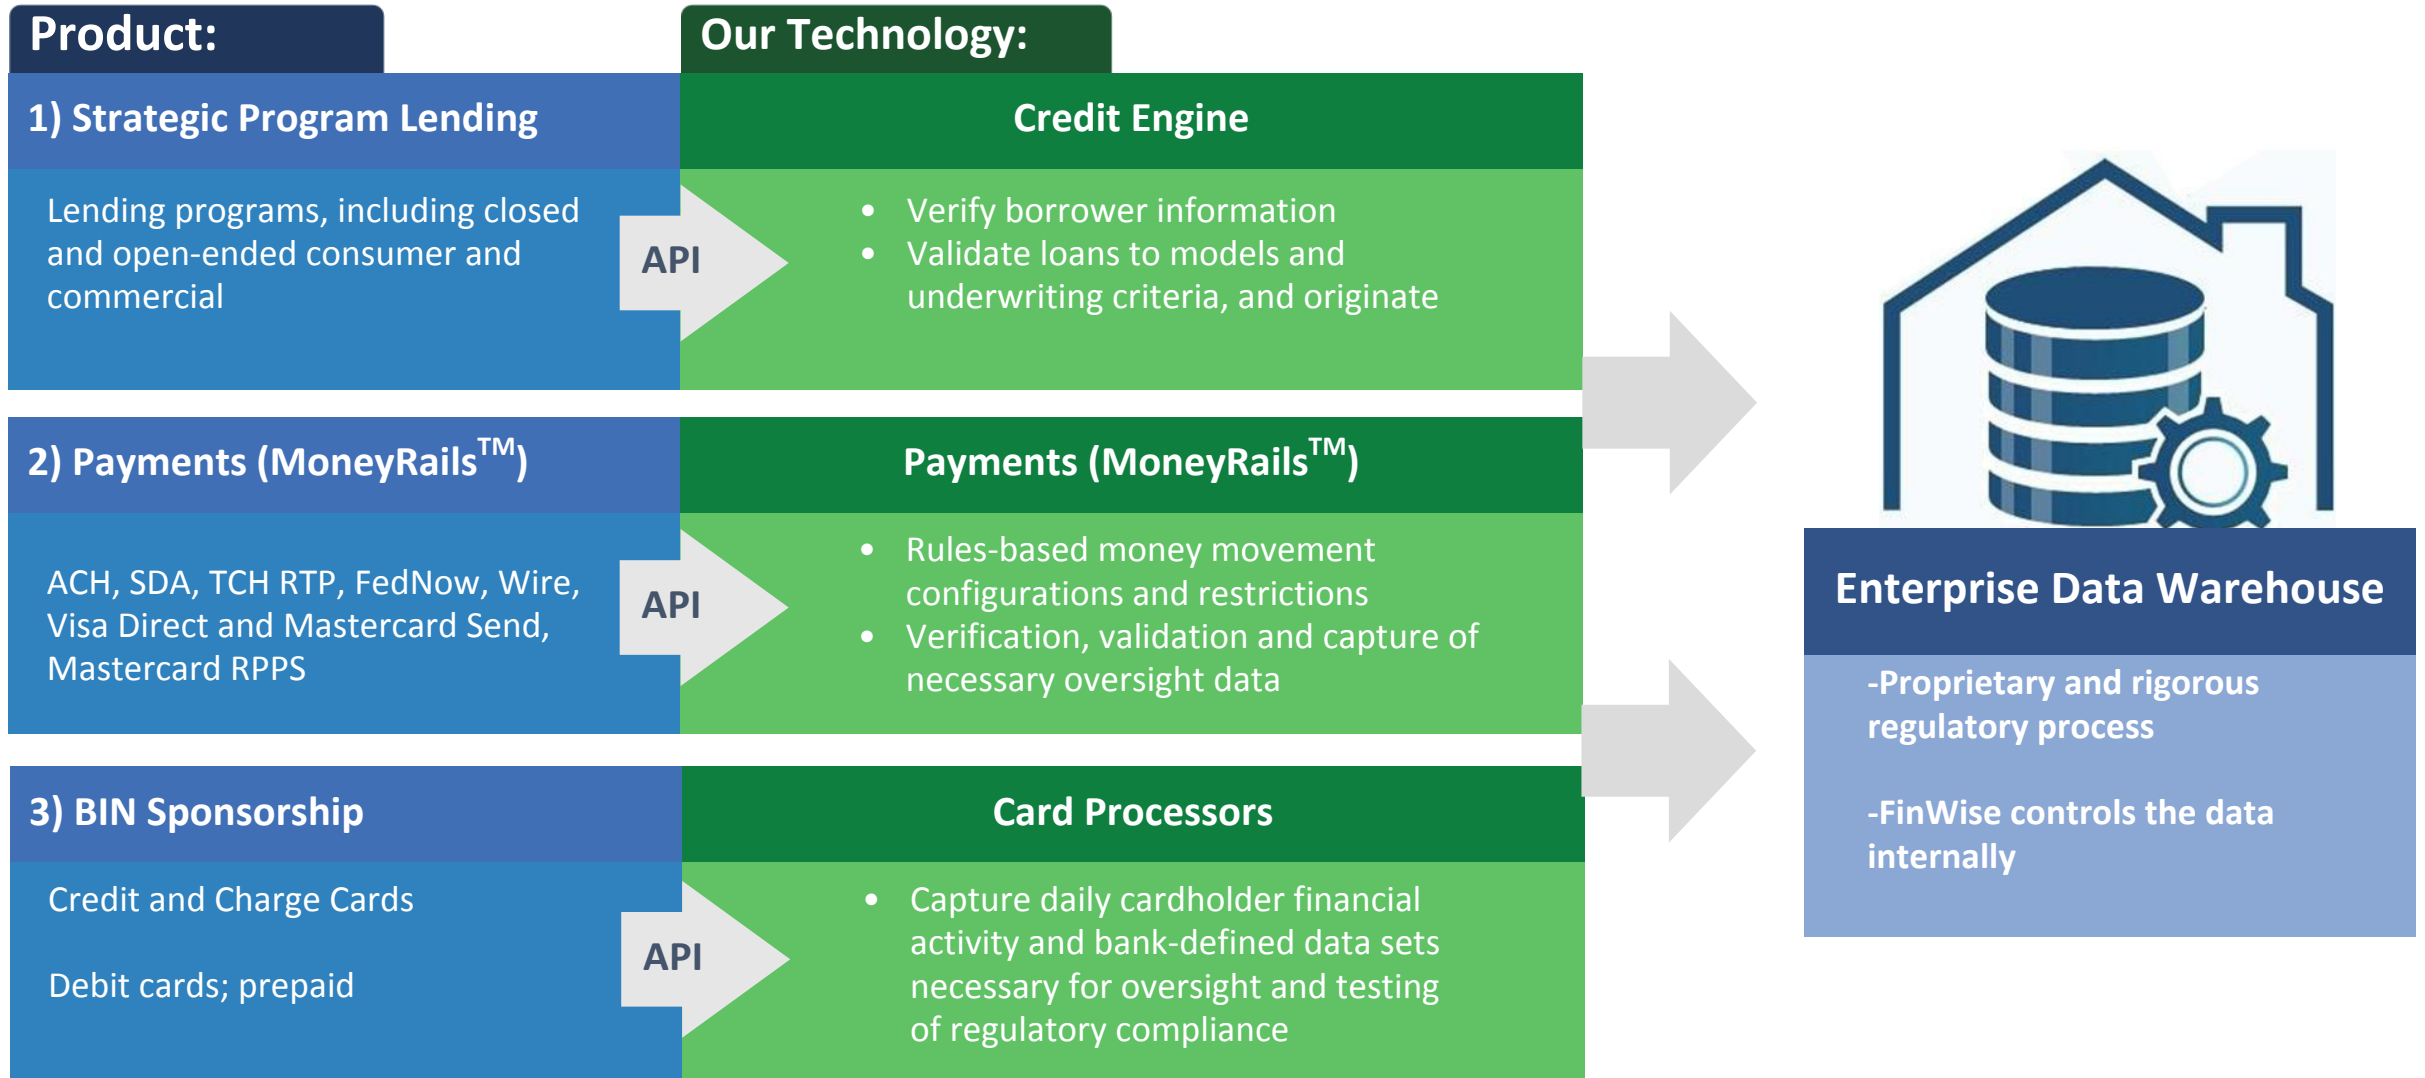 Product:
Our Technology:
1) Strategic Program Lending
Credit Engine
Lending programs, including closed
and open-ended consumer and
commercial
API
• Verify borrower information
• Validate loans to models and
underwriting criteria, and originate
2) Payments (MoneyRails™)
Payments (MoneyRails™)
ACH, SDA, TCH RTP, FedNow, Wire,
Visa Direct and Mastercard Send,
Mastercard RPPS
API
• Rules-based money movement
configurations and restrictions
• Verification, validation and capture of
necessary oversight data
3) BIN Sponsorship
Card Processors
Credit and Charge Cards
Debit cards; prepaid
API
• Capture daily cardholder financial
activity and bank-defined data sets
necessary for oversight and testing
of regulatory compliance
Enterprise Data Warehouse
-Proprietary and rigorous
regulatory process
-FinWise controls the data
internally